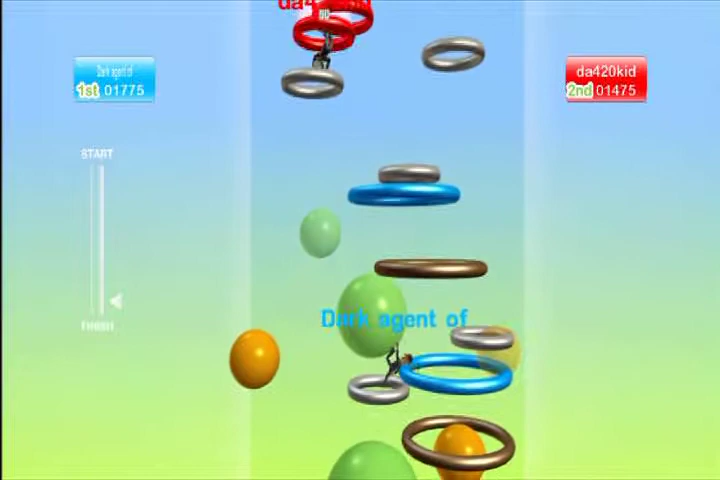 Dark agent of
1st 01775
da420kid
2nd 01475
START
Dark agent of